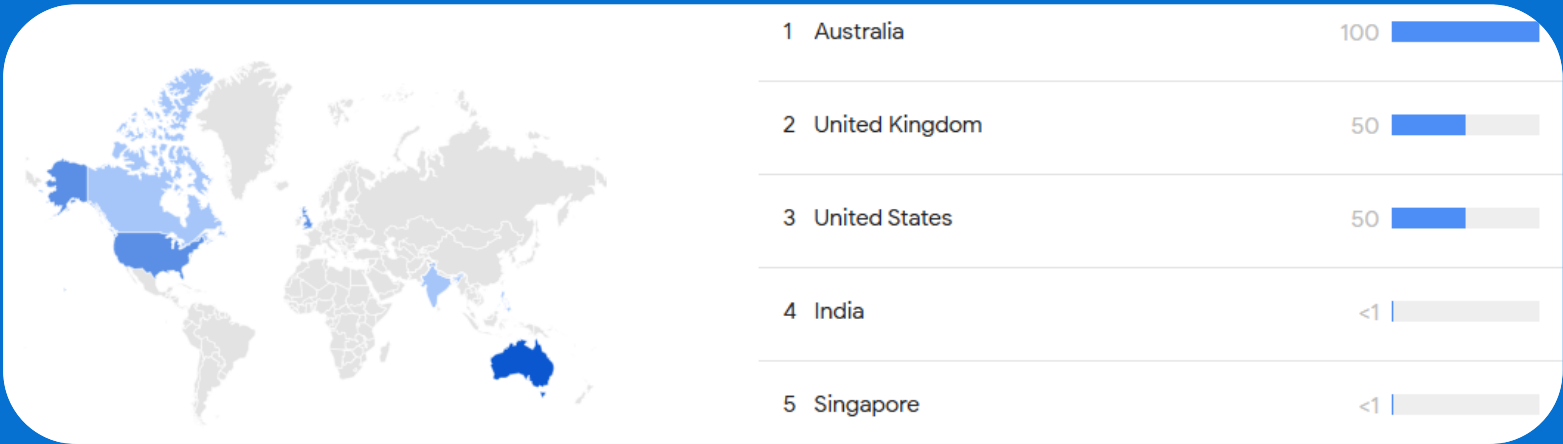 1 Australia 100
2 United Kingdom 50
3 United States 50
4 India <1
5 Singapore <1